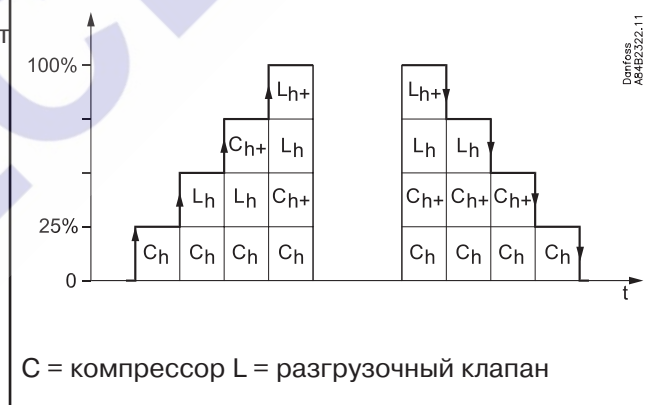 т
Danfoss
A84B2322.11
100%
Lh+ Lh+
Ch+ Lh Lh Lh
Lh Lh Ch+ Ch+ Ch+ Ch+
25%
Ch Ch Ch Ch Ch Ch Ch Ch
0
t
C = компрессор L = разгрузочный клапан